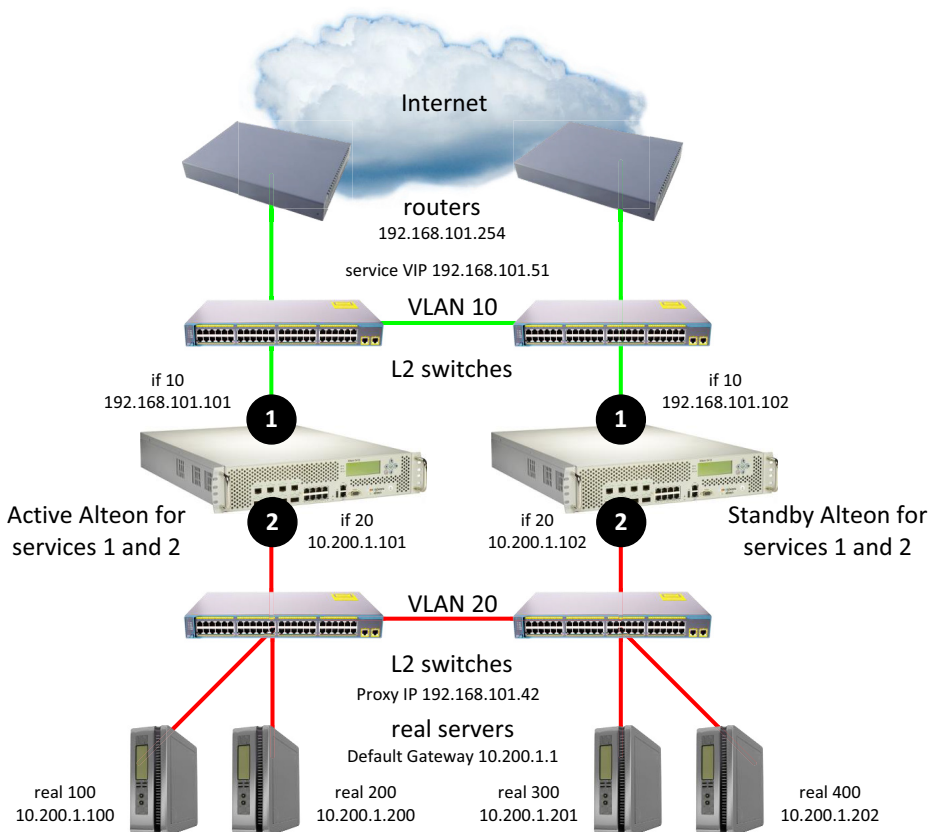 Internet
routers
192.168.101.254
service VIP 192.168.101.51
VLAN 10
L2 switches
if 10
192.168.101.101
if 10
192.168.101.102
1
1
Active Alteon for
services 1 and 2
2
if 20
10.200.1.101
if 20
10.200.1.102
2
Standby Alteon for
services 1 and 2
VLAN 20
L2 switches
Proxy IP 192.168.101.42
real servers
Default Gateway 10.200.1.1
real 100
10.200.1.100
real 200
10.200.1.200
real 300
10.200.1.201
real 400
10.200.1.202